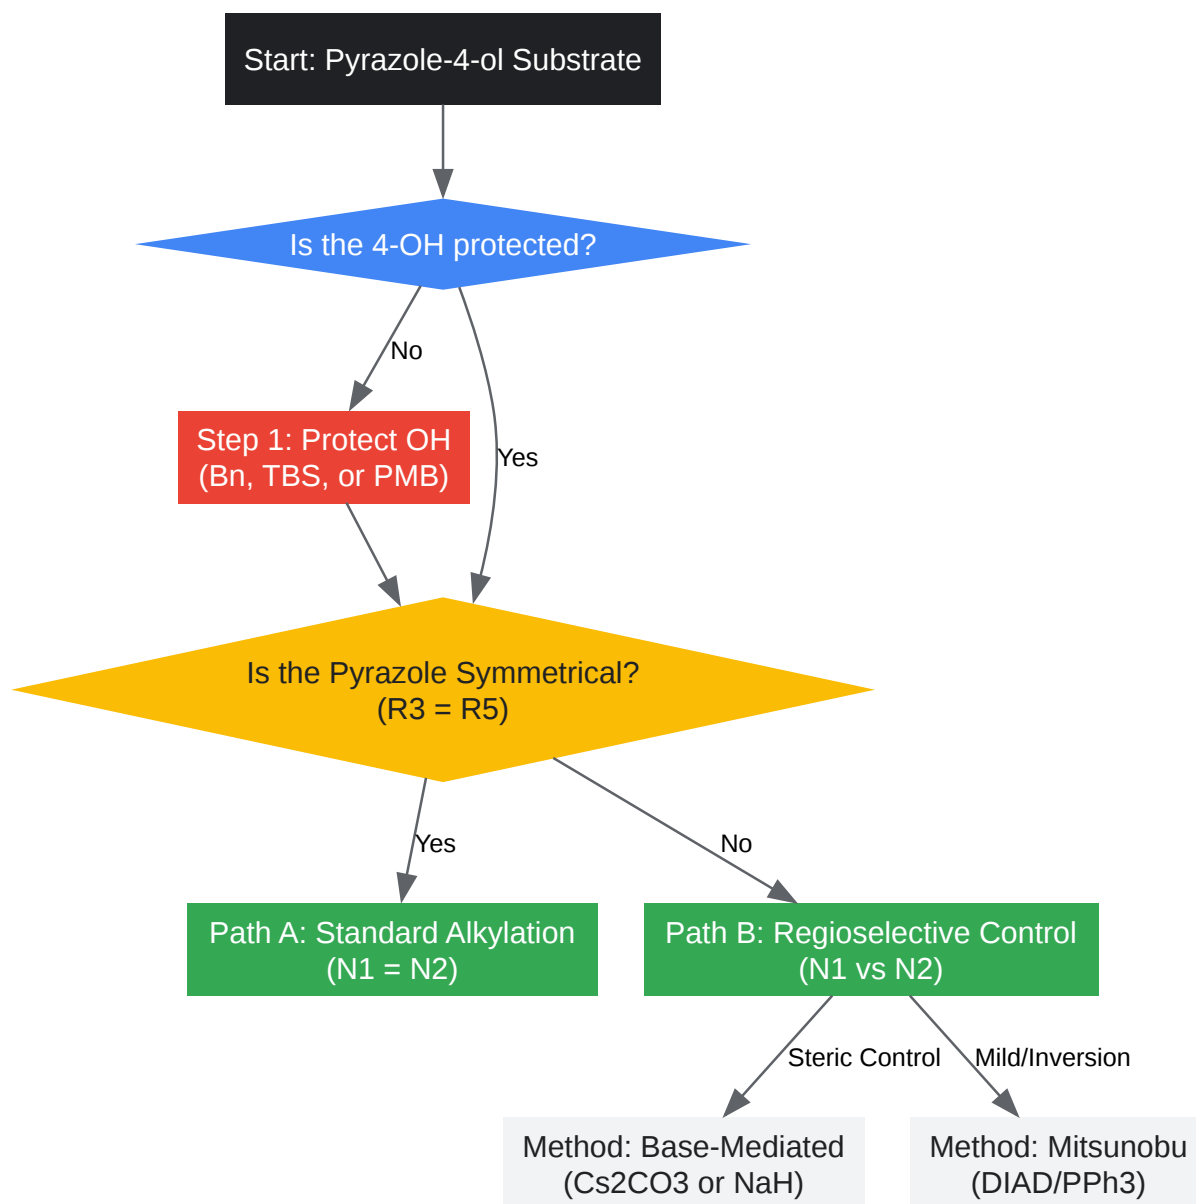 Start: Pyrazole-4-ol Substrate
Is the 4-OH protected?
No
Yes
Step 1: Protect OH
(Bn, TBS, or PMB)
Is the Pyrazole Symmetrical?
(R3 = R5)
Yes
No
Path A: Standard Alkylation
(N1 = N2)
Path B: Regioselective Control
(N1 vs N2)
Steric Control
Mild/Inversion
Method: Base-Mediated
(Cs2CO3 or NaH)
Method: Mitsunobu
(DIAD/PPh3)